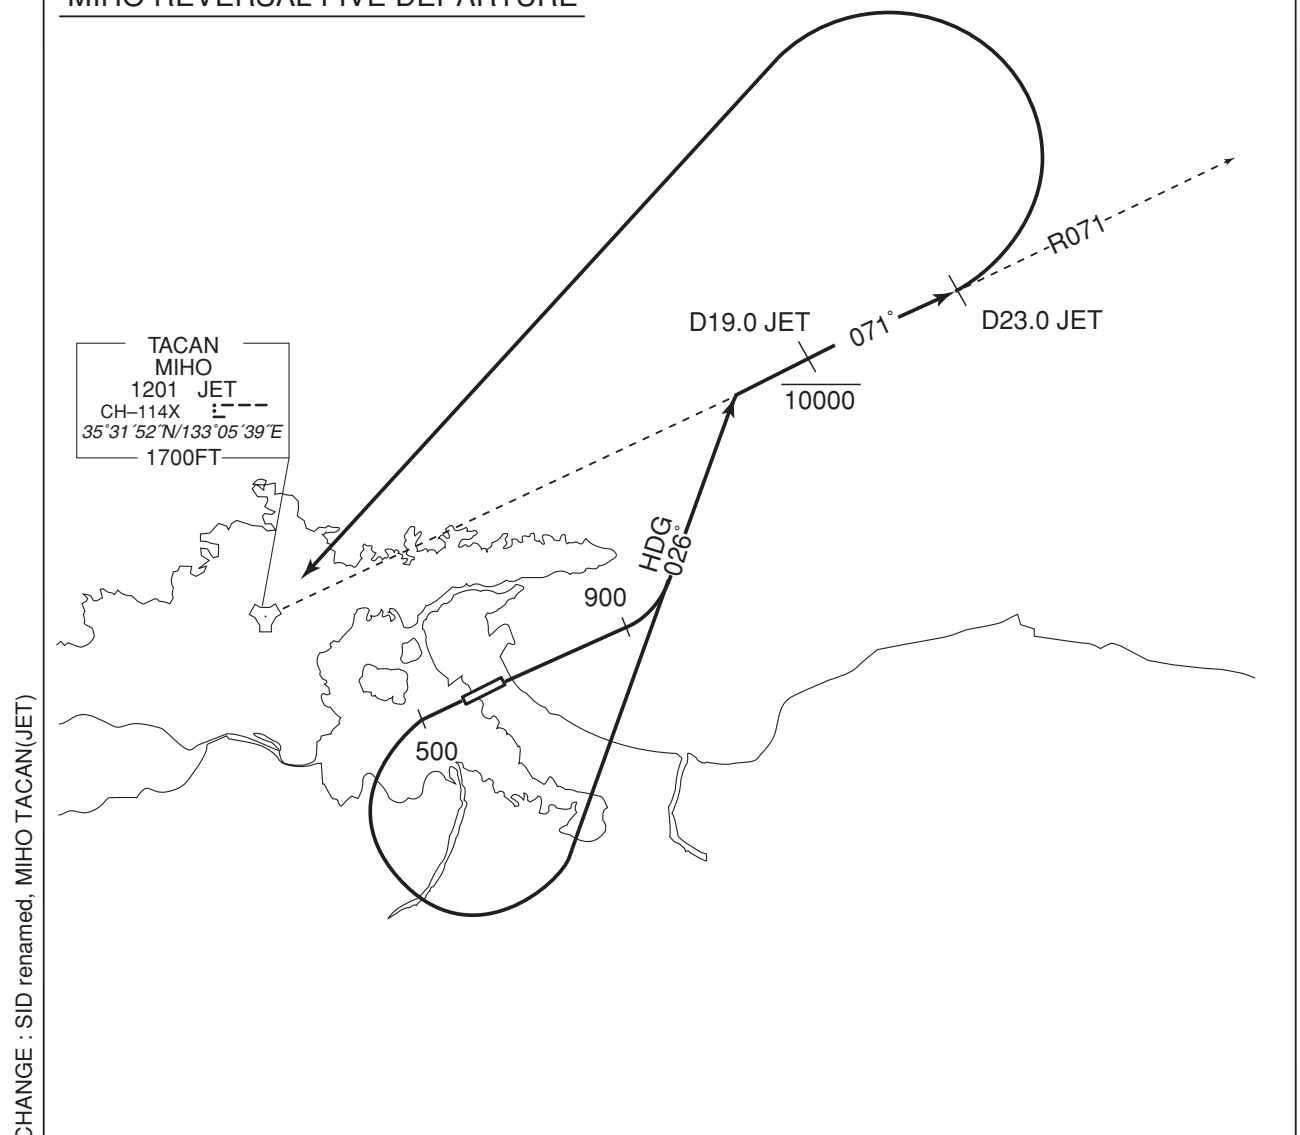 MIHO REVERSAL FIVE DEPARTURE
R071
D19.0 JET
071°
D23.0 JET
10000
TACAN
MIHO
1201 JET
CH–114X
35°31´52˝N/133°05´39˝E
1700FT
HDG
026°
900
500
CHANGE : SID renamed, MIHO TACAN(JET)